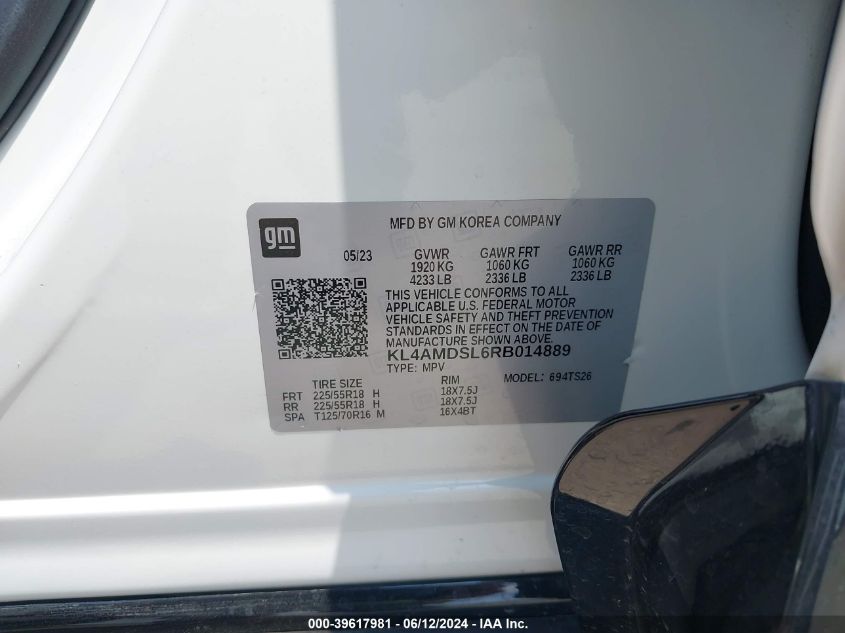 gm
MFD BY GM KOREA COMPANY
05/23 GVWR GAWR FRT GAWR RR
1920 KG 1060 KG 1060 KG
4233 LB 2336 LB 2336 LB
THIS VEHICLE CONFORMS TO ALL
APPLICABLE U.S. FEDERAL MOTOR
VEHICLE SAFETY AND THEFT PREVENTION
STANDARDS IN EFFECT ON THE DATE OF
MANUFACTURE SHOWN ABOVE.
KL4AMDSL6RB014889
TYPE: MPV MODEL: 694TS26
TIRE SIZE RIM
FRT 225/55R18 H 18X7.5J
RR 225/55R18 H 18X7.5J
SPA T125/70R16 M 16X4BT
000-39617981 - 06/12/2024 - IAAI.com